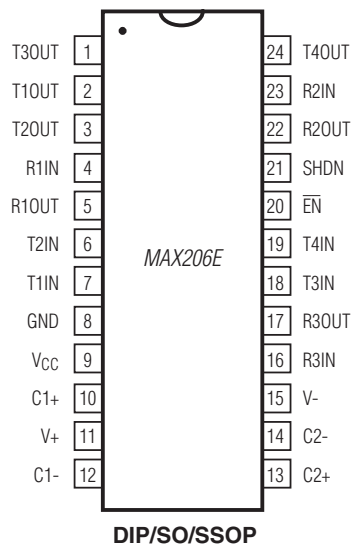 T3OUT 1 24 T4OUT
T1OUT 2 23 R2IN
T2OUT 3 22 R2OUT
R1IN 4 21 SHDN
R1OUT 5 20 E̅N̅
T2IN 6 19 T4IN
MAX206E
T1IN 7 18 T3IN
GND 8 17 R3OUT
VCC 9 16 R3IN
C1+ 10 15 V-
V+ 11 14 C2-
C1- 12 13 C2+
DIP/SO/SSOP